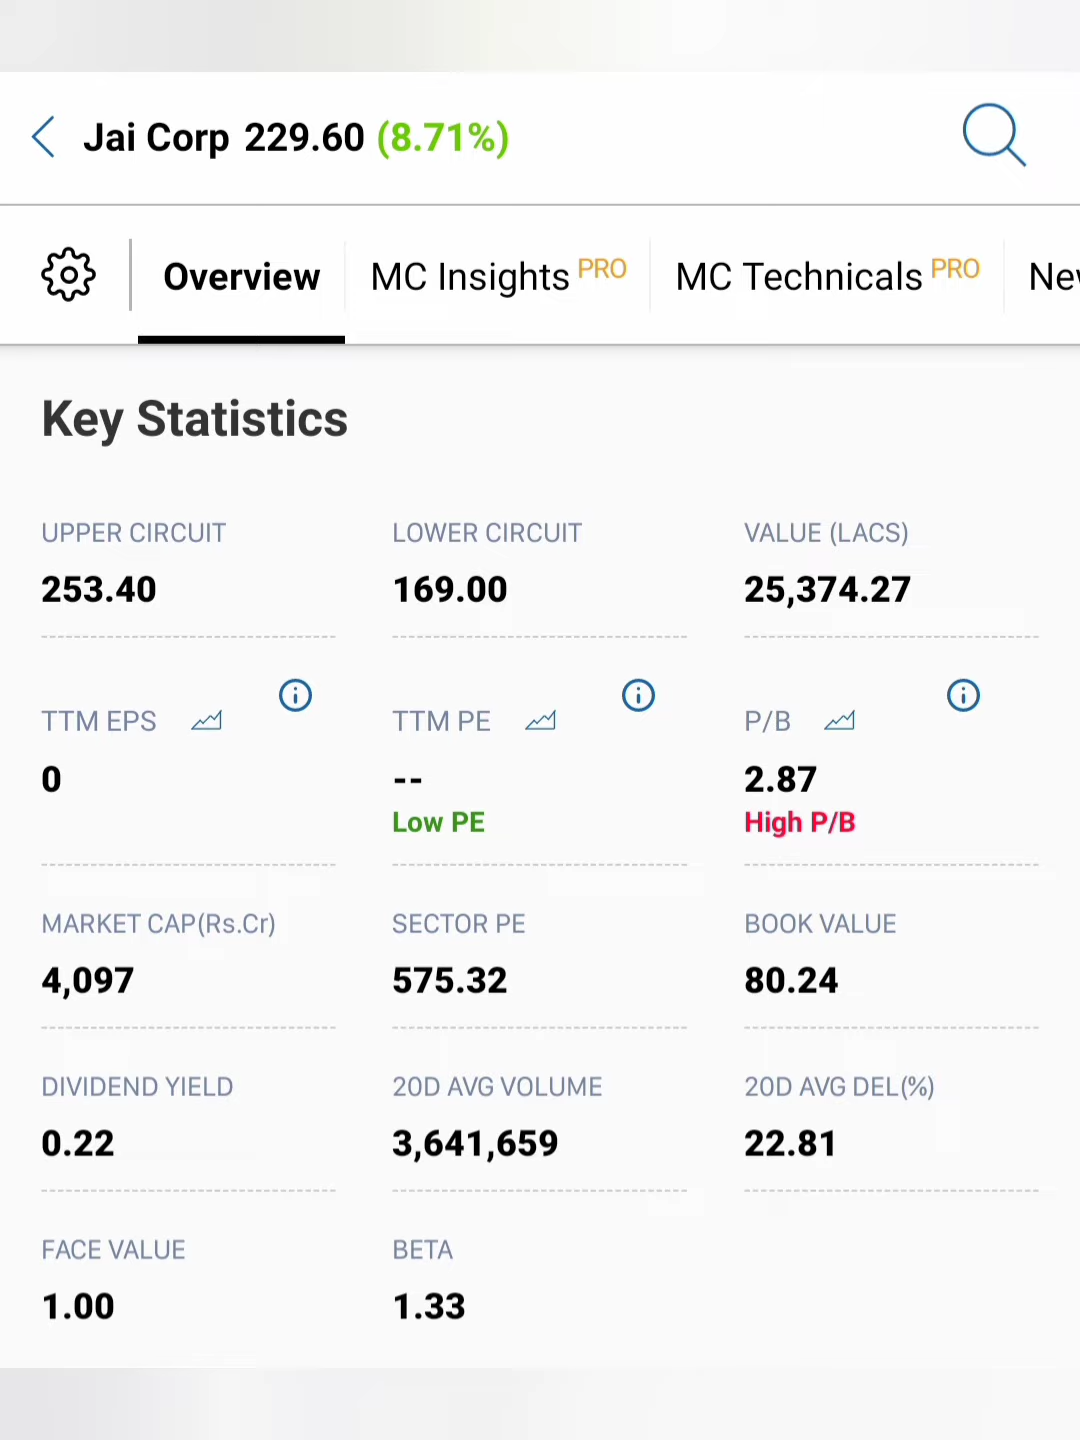 Jai Corp 229.60 (8.71%)
Overview MC Insights PRO MC Technicals PRO
Key Statistics
UPPER CIRCUIT LOWER CIRCUIT VALUE (LACS)
253.40 169.00 25,374.27
TTM EPS TTM PE P/B
0 -- 2.87
Low PE High P/B
MARKET CAP(Rs.Cr) SECTOR PE BOOK VALUE
4,097 575.32 80.24
DIVIDEND YIELD 20D AVG VOLUME 20D AVG DEL(%)
0.22 3,641,659 22.81
FACE VALUE BETA
1.00 1.33